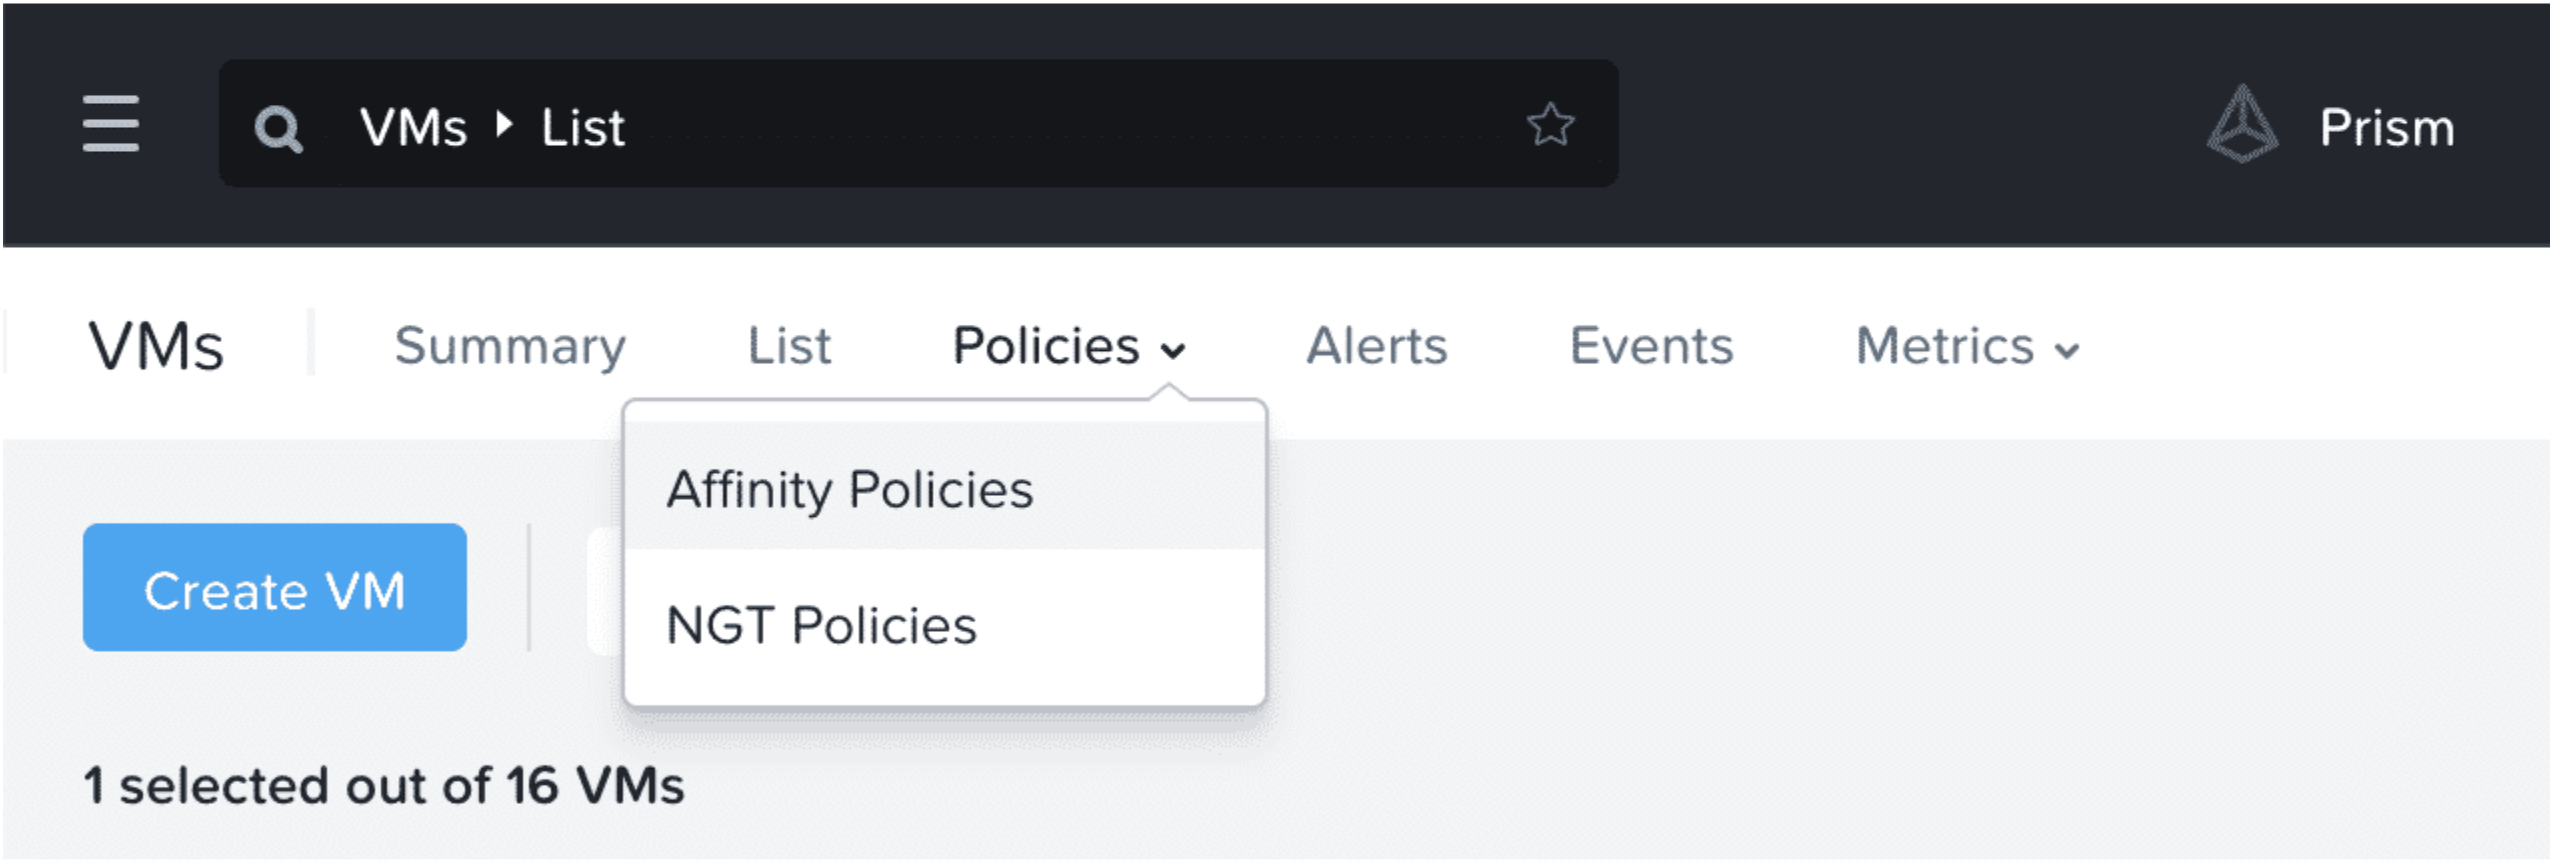 VMs List
Prism
VMs Summary List Policies Alerts Events Metrics
Affinity Policies
Create VM
NGT Policies
1 selected out of 16 VMs